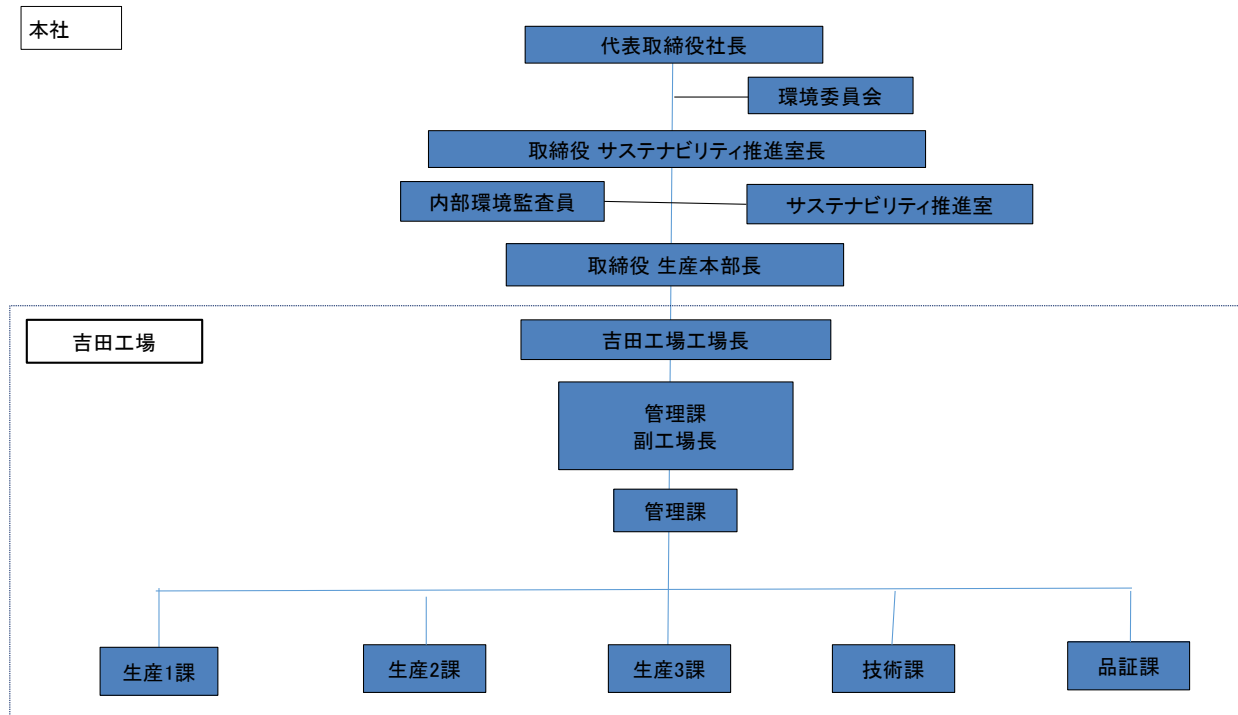 本社
代表取締役社長
環境委員会
取締役 サステナビリティ推進室長
内部環境監査員
サステナビリティ推進室
取締役 生産本部長
吉田工場
吉田工場工場長
管理課
副工場長
管理課
生産1課
生産2課
生産3課
技術課
品証課